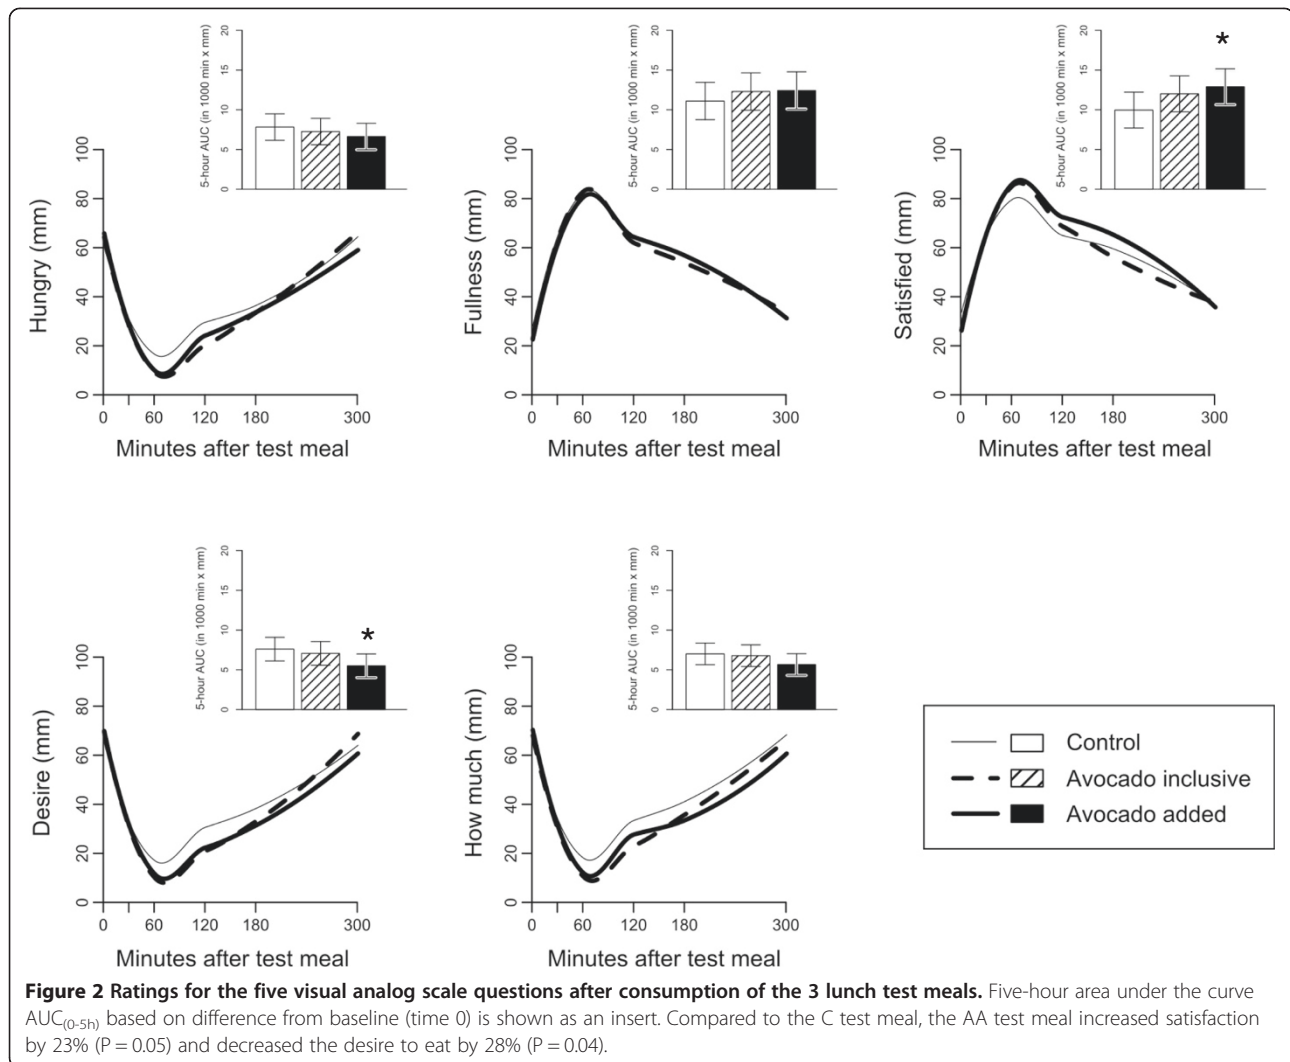 5-hour AUC (in 1000 min x mm)
20
15
10
5
0
Hungry (mm)
100
80
60
40
20
0
0 60 120 180 300
Minutes after test meal
5-hour AUC (in 1000 min x mm)
20
15
10
5
0
Fullness (mm)
100
80
60
40
20
0
0 60 120 180 300
Minutes after test meal
5-hour AUC (in 1000 min x mm)
20
15
10
5
0
*
Satisfied (mm)
100
80
60
40
20
0
0 60 120 180 300
Minutes after test meal
5-hour AUC (in 1000 min x mm)
20
15
10
5
0
*
Desire (mm)
100
80
60
40
20
0
0 60 120 180 300
Minutes after test meal
5-hour AUC (in 1000 min x mm)
20
15
10
5
0
How much (mm)
100
80
60
40
20
0
0 60 120 180 300
Minutes after test meal
Control
Avocado inclusive
Avocado added
Figure 2 Ratings for the five visual analog scale questions after consumption of the 3 lunch test meals. Five-hour area under the curve
AUC(0-5h) based on difference from baseline (time 0) is shown as an insert. Compared to the C test meal, the AA test meal increased satisfaction
by 23% (P = 0.05) and decreased the desire to eat by 28% (P = 0.04).